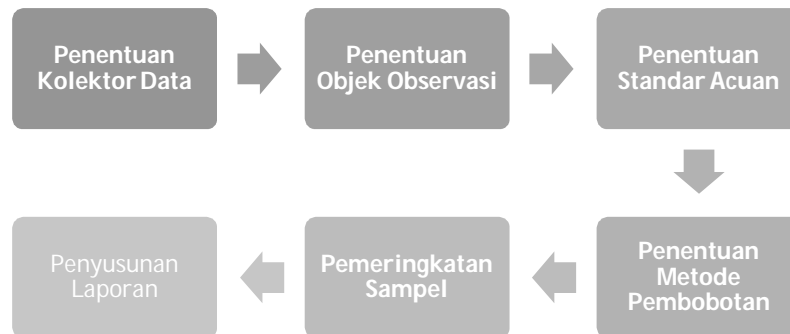 Penentuan
Kolektor Data
Penentuan
Objek Observasi
Penentuan
Standar Acuan
Penentuan
Metode
Pembobotan
Pemeringkatan
Sampel
Penyusunan
Laporan